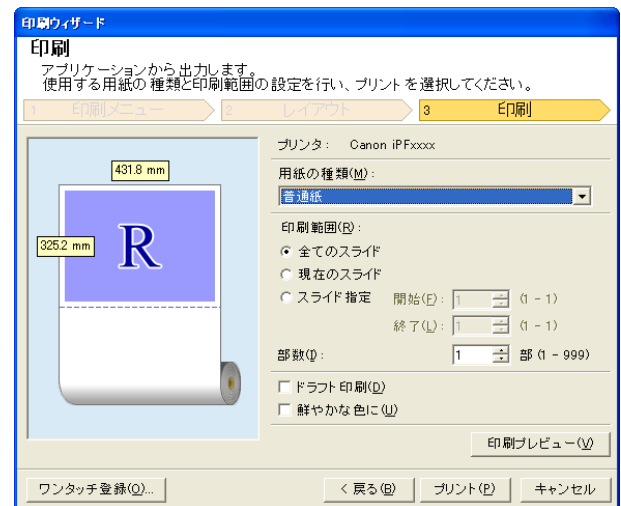 印刷ウィザード
印刷
アプリケーションから出力します。
使用する用紙の種類と印刷範囲の設定を行い、プリントを選択してください。
1 印刷メニュー 2 レイアウト 3 印刷
プリンタ： Canon iPFxxxx
431.8 mm
用紙の種類(M)：
普通紙
325.2 mm
R
印刷範囲(R)：
全てのスライド
現在のスライド
スライド指定 開始(F)： 1 (1 - 1)
終了(L)： 1 (1 - 1)
部数(I)： 1 部 (1 - 999)
ドラフト印刷(D)
鮮やかな色に(U)
印刷プレビュー(V)
ワンタッチ登録(O)... < 戻る(B) プリント(P) キャンセル